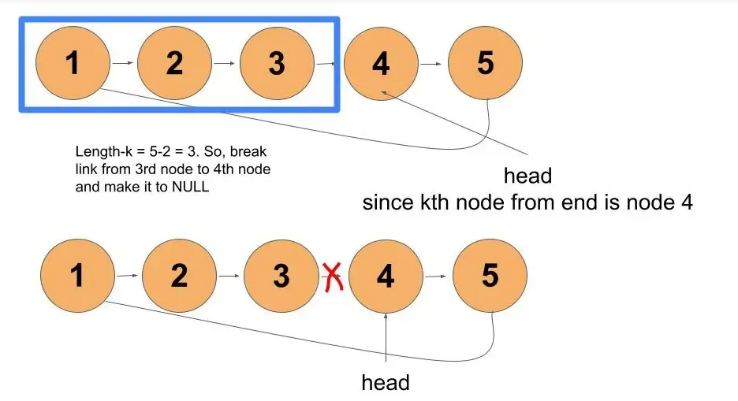 1 2 3 4 5
Length-k = 5-2 = 3. So, break
link from 3rd node to 4th node
and make it to NULL
head
since kth node from end is node 4
1 2 3 X 4 5
head